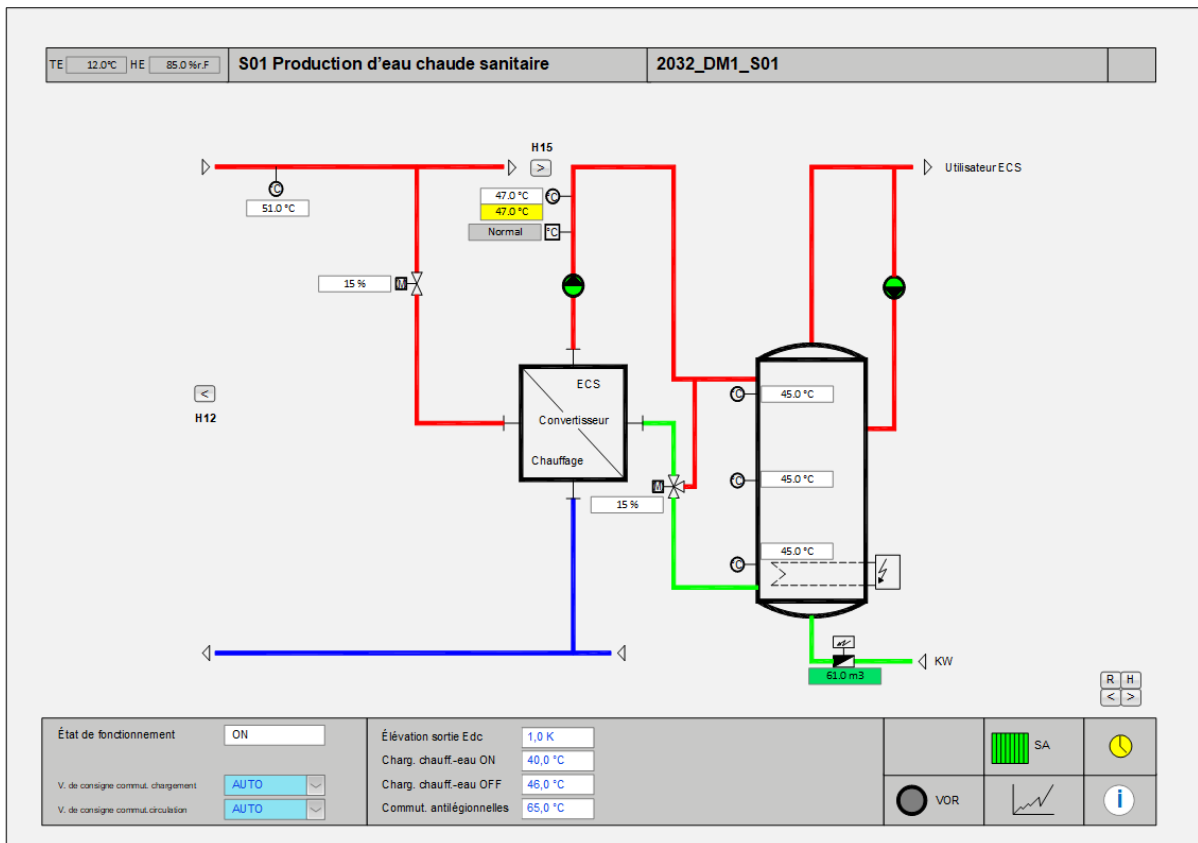 TE 12.0°C HE 85.0 %r.F S01 Production d'eau chaude sanitaire 2032_DM1_S01
H15
>
Utilisateur ECS
°C
51.0 °C
47.0 °C °C
47.0 °C
Normal °C
15 % M
ECS
Convertisseur
Chauffage
<
H12
°C 45.0 °C
°C 45.0 °C
M
15 %
45.0 °C
°C
KW
61.0 m3
R H
< >
État de fonctionnement ON
V. de consigne commut. chargement AUTO
V. de consigne commut.circulation AUTO
Élévation sortie Edc 1,0 K
Charg. chauff.-eau ON 40,0 °C
Charg. chauff.-eau OFF 46,0 °C
Commut. antilégionnelles 65,0 °C
SA
VOR
i